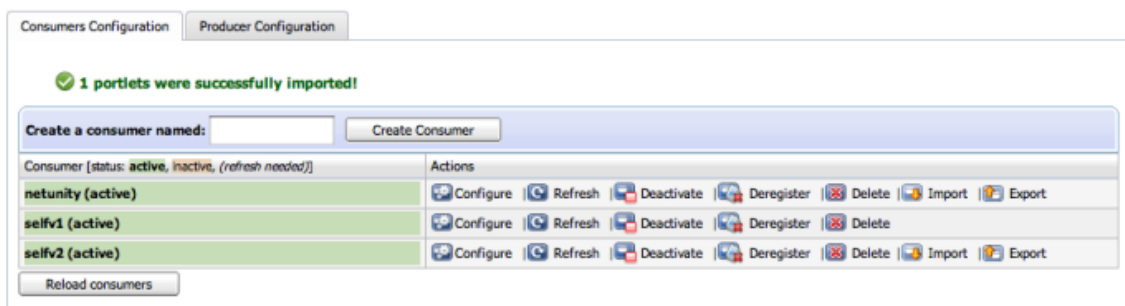 Consumers Configuration Producer Configuration
1 portlets were successfully imported!
Create a consumer named: Create Consumer
Consumer [status: active, inactive, (refresh needed)] Actions
netunity (active) Configure | Refresh | Deactivate | Deregister | Delete | Import | Export
selfv1 (active) Configure | Refresh | Deactivate | Deregister | Delete
selfv2 (active) Configure | Refresh | Deactivate | Deregister | Delete | Import | Export
Reload consumers